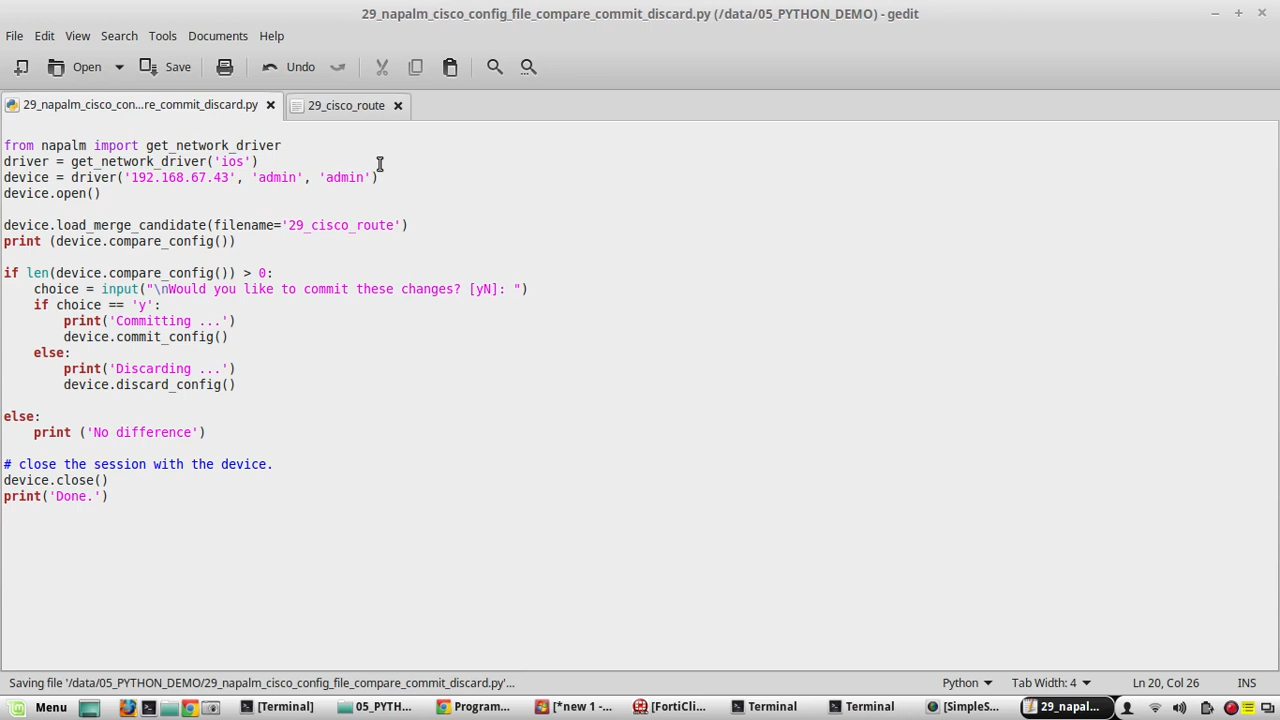 29_napalm_cisco_config_file_compare_commit_discard.py (/data/05_PYTHON_DEMO) - gedit
File Edit View Search Tools Documents Help
Open Save Undo
29_napalm_cisco_con...re_commit_discard.py 29_cisco_route
from napalm import get_network_driver
driver = get_network_driver('ios')
device = driver('192.168.67.43', 'admin', 'admin')
device.open()
device.load_merge_candidate(filename='29_cisco_route')
print (device.compare_config())
if len(device.compare_config()) > 0:
    choice = input("\nWould you like to commit these changes? [yN]: ")
    if choice == 'y':
        print('Committing ...')
        device.commit_config()
    else:
        print('Discarding ...')
        device.discard_config()
else:
    print ('No difference')
# close the session with the device.
device.close()
print('Done.')
Saving file '/data/05_PYTHON_DEMO/29_napalm_cisco_config_file_compare_commit_discard.py'... Python Tab Width: 4 Ln 20, Col 26 INS
Menu [Terminal] 05_PYTH... Program... [*new 1 -... [FortiCli... Terminal Terminal [SimpleS... 29_napal...